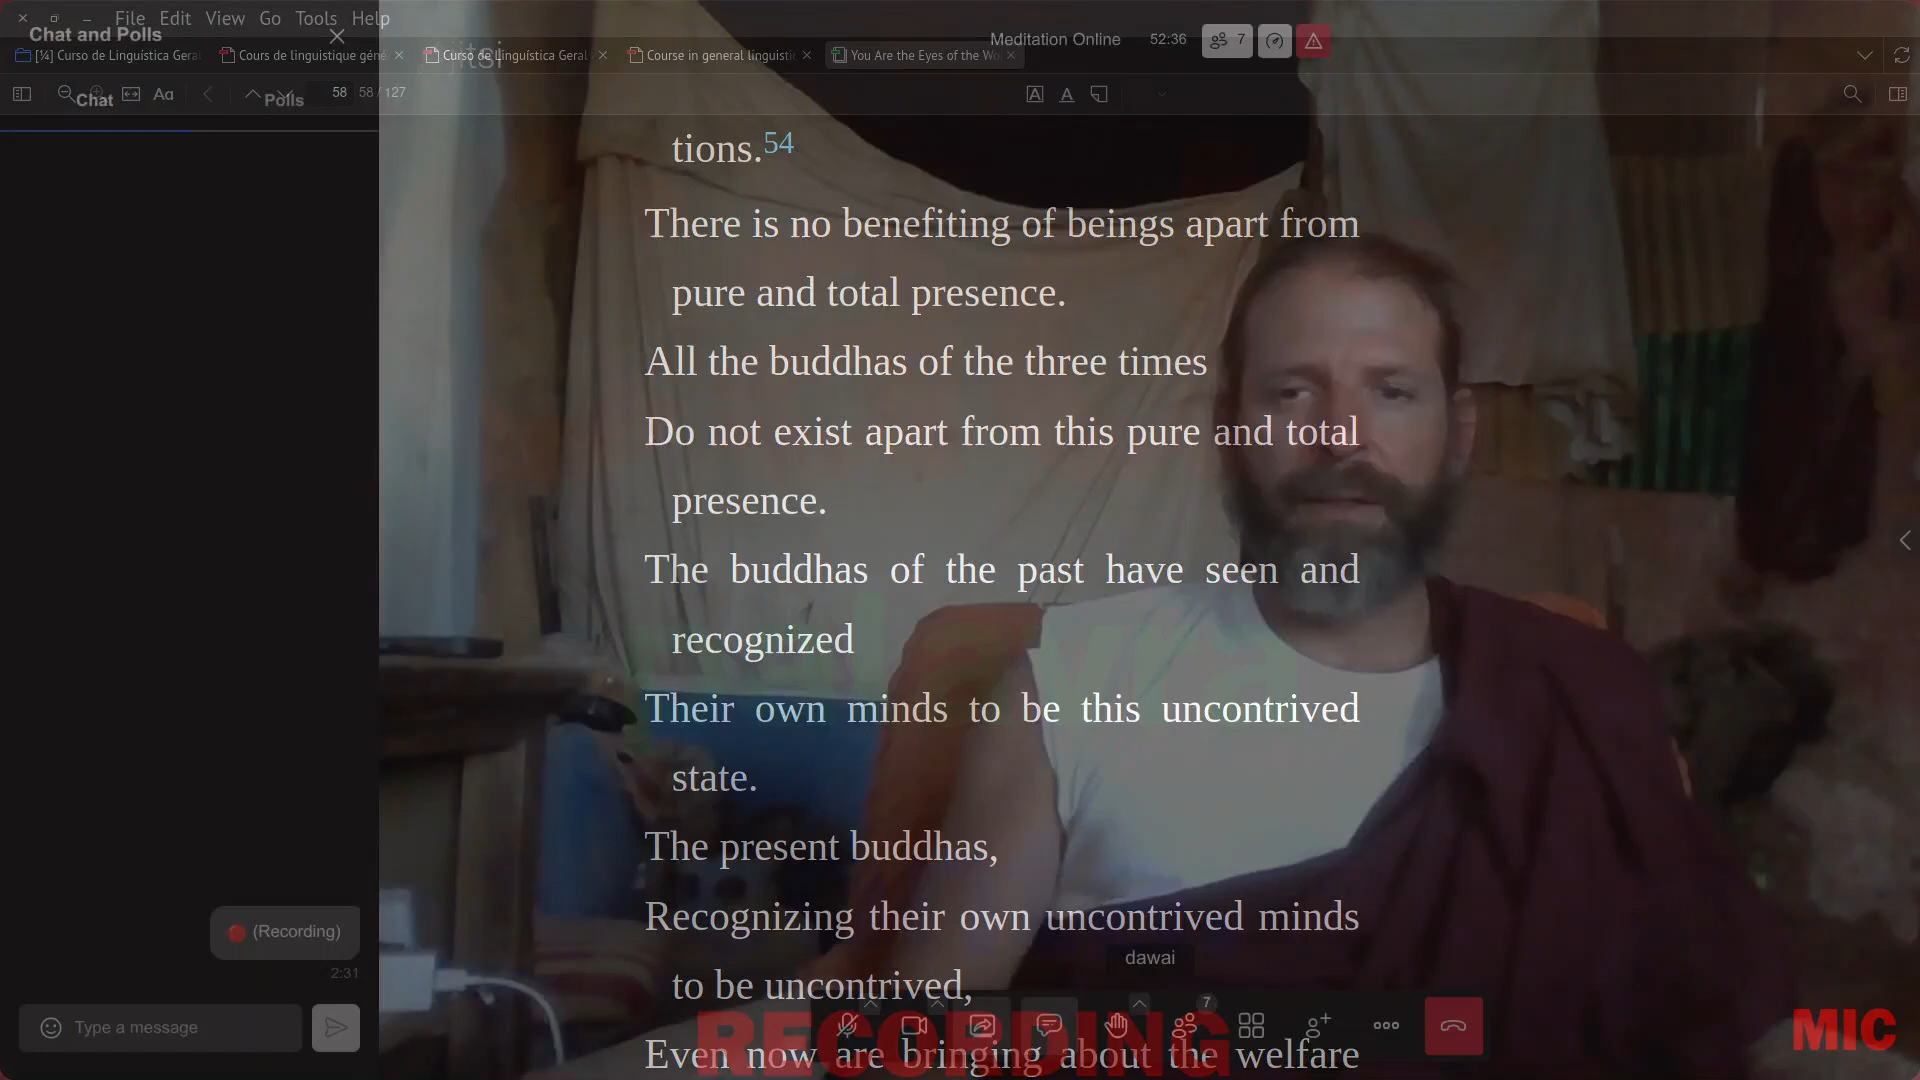 File Edit View Go Tools Help
Chat and Polls
jitsi
Meditation Online 52:36 7
[¼] Curso de Linguística Gera
Cours de linguistique géné
Curso de Linguística Geral
Course in general linguistic
You Are the Eyes of the Wo
Aa
58 58 / 127
Chat Polls
tions.54
There is no benefiting of beings apart from
pure and total presence.
All the buddhas of the three times
Do not exist apart from this pure and total
presence.
The buddhas of the past have seen and
recognized
Their own minds to be this uncontrived
state.
The present buddhas,
Recognizing their own uncontrived minds
to be uncontrived,
Even now are bringing about the welfare
(Recording)
2:31
Type a message
dawai
7
RECORDING
MIC